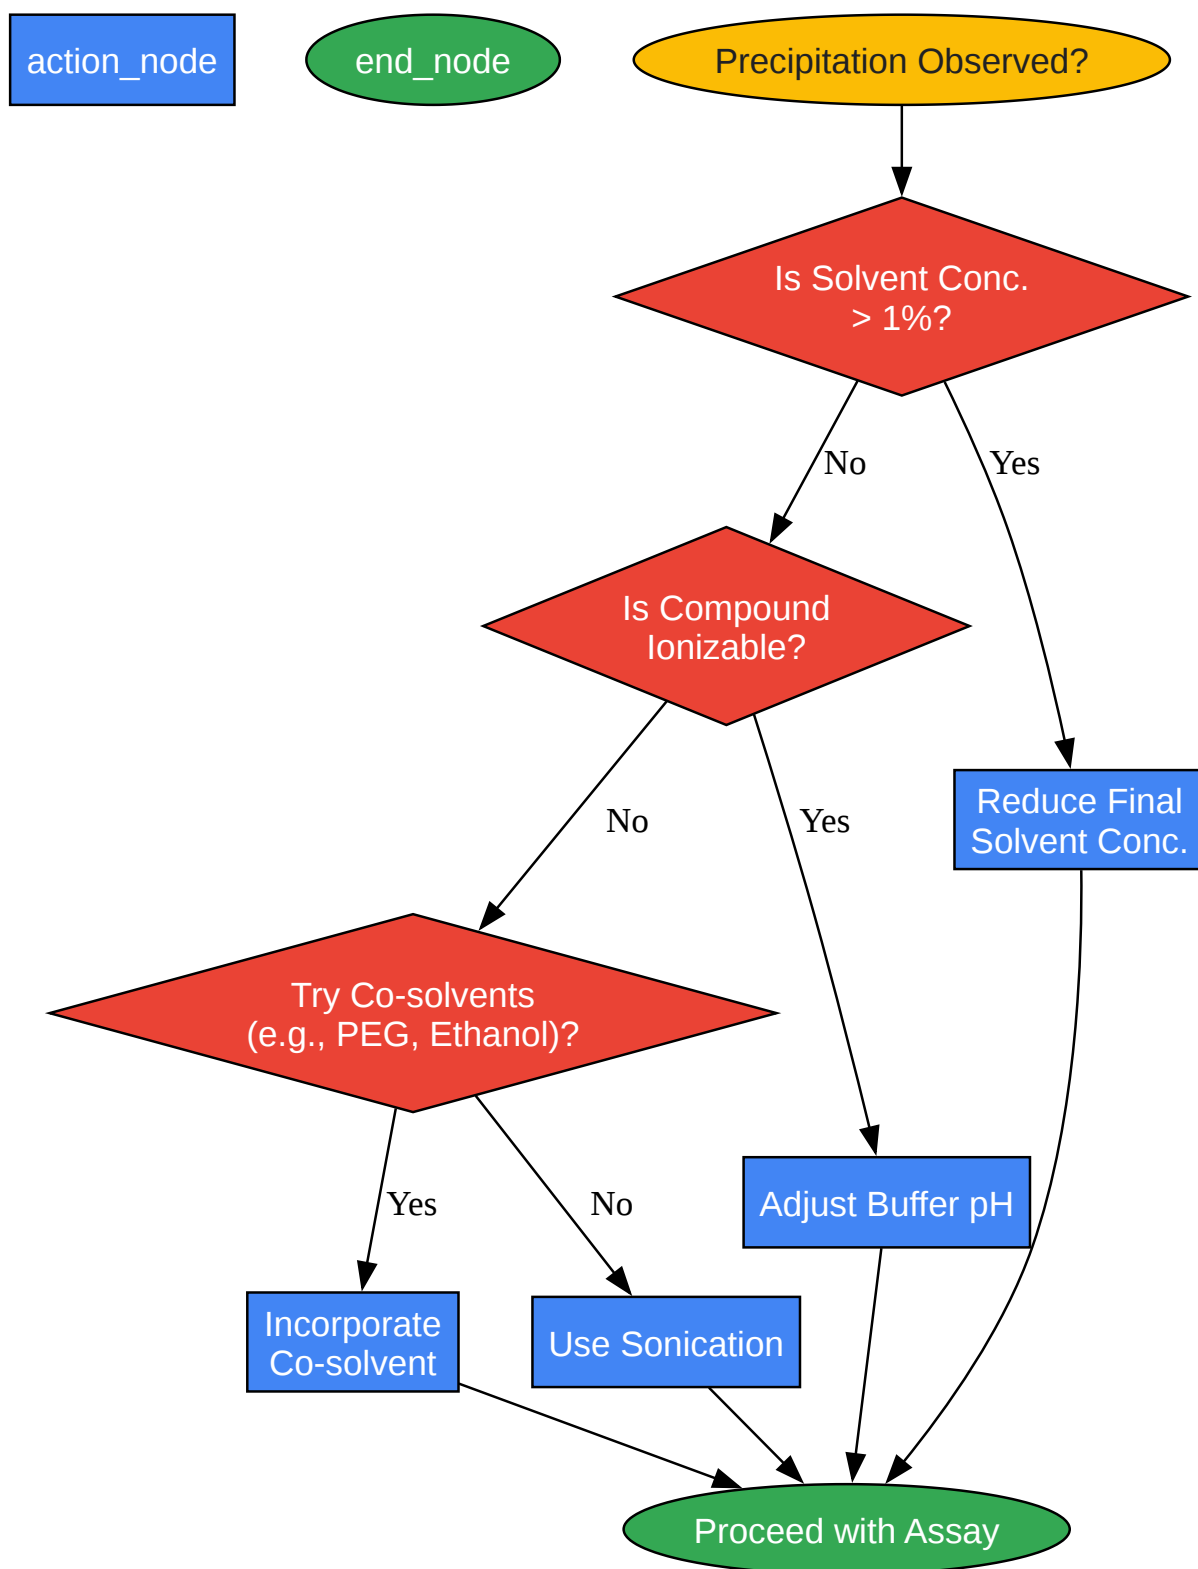 action_node
end_node
Precipitation Observed?
Is Solvent Conc.
> 1%?
No
Yes
Is Compound
Ionizable?
Reduce Final
Solvent Conc.
No
Yes
Try Co-solvents
(e.g., PEG, Ethanol)?
Adjust Buffer pH
Yes
No
Incorporate
Co-solvent
Use Sonication
Proceed with Assay